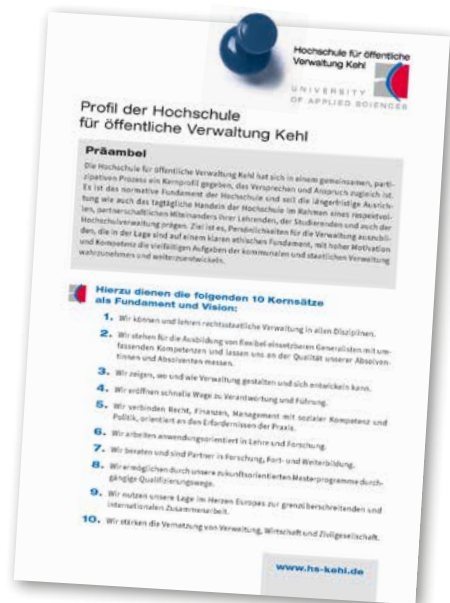 Hochschule für öffentliche
Verwaltung Kehl
UNIVERSITY
OF APPLIED SCIENCES
Profil der Hochschule
für öffentliche Verwaltung Kehl
Präambel
Die Hochschule für öffentliche Verwaltung Kehl hat sich in einem gemeinsamen, parti-
zipativen Prozess ein Kernprofil gegeben, das Versprechen und Anspruch zugleich ist.
Es ist das normative Fundament der Hochschule und soll die längerfristige Ausrich-
tung wie auch das tagtägliche Handeln der Hochschule im Rahmen eines respektvol-
len, partnerschaftlichen Miteinanders ihrer Lehrenden, der Studierenden und auch der
Hochschulverwaltung prägen. Ziel ist es, Persönlichkeiten für die Verwaltung auszubil-
den, die in der Lage sind auf einem klaren ethischen Fundament, mit hoher Motivation
und Kompetenz die vielfältigen Aufgaben der kommunalen und staatlichen Verwaltung
wahrzunehmen und weiterzuentwickeln.
Hierzu dienen die folgenden 10 Kernsätze
als Fundament und Vision:
1. Wir können und lehren rechtsstaatliche Verwaltung in allen Disziplinen.
2. Wir stehen für die Ausbildung von flexibel einsetzbaren Generalisten mit um-
fassenden Kompetenzen und lassen uns an der Qualität unserer Absolven-
tinnen und Absolventen messen.
3. Wir zeigen, wo und wie Verwaltung gestalten und sich entwickeln kann.
4. Wir eröffnen schnelle Wege zu Verantwortung und Führung.
5. Wir verbinden Recht, Finanzen, Management mit sozialer Kompetenz und
Politik, orientiert an den Erfordernissen der Praxis.
6. Wir arbeiten anwendungsorientiert in Lehre und Forschung.
7. Wir beraten und sind Partner in Forschung, Fort- und Weiterbildung.
8. Wir ermöglichen durch unsere zukunftsorientierten Masterprogramme durch-
gängige Qualifizierungswege.
9. Wir nutzen unsere Lage im Herzen Europas zur grenzüberschreitenden und
internationalen Zusammenarbeit.
10. Wir stärken die Vernetzung von Verwaltung, Wirtschaft und Zivilgesellschaft.
www.hs-kehl.de